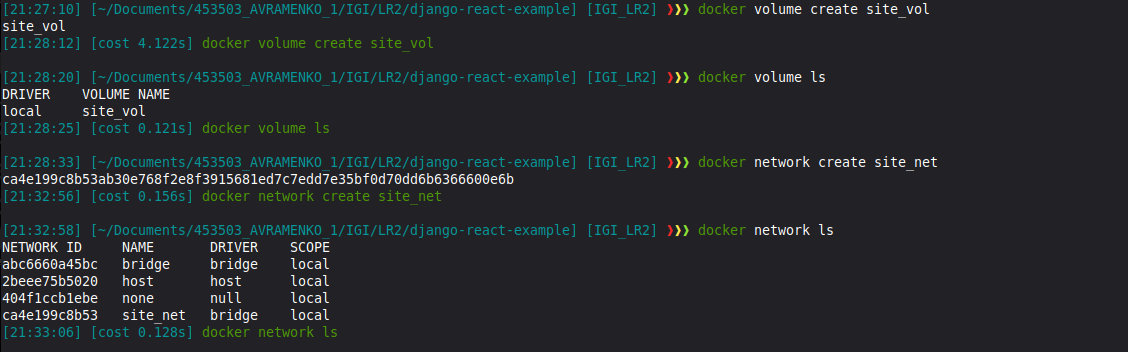 [21:27:10] [~/Documents/453503_AVRAMENKO_1/IGI/LR2/django-react-example] [IGI_LR2] ❯❯❯ docker volume create site_vol
site_vol
[21:28:12] [cost 4.122s] docker volume create site_vol
[21:28:20] [~/Documents/453503_AVRAMENKO_1/IGI/LR2/django-react-example] [IGI_LR2] ❯❯❯ docker volume ls
DRIVER    VOLUME NAME
local     site_vol
[21:28:25] [cost 0.121s] docker volume ls
[21:28:33] [~/Documents/453503_AVRAMENKO_1/IGI/LR2/django-react-example] [IGI_LR2] ❯❯❯ docker network create site_net
ca4e199c8b53ab30e768f2e8f3915681ed7c7edd7e35bf0d70dd6b6366600e6b
[21:32:56] [cost 0.156s] docker network create site_net
[21:32:58] [~/Documents/453503_AVRAMENKO_1/IGI/LR2/django-react-example] [IGI_LR2] ❯❯❯ docker network ls
NETWORK ID     NAME       DRIVER    SCOPE
abc6660a45bc   bridge     bridge    local
2beee75b5020   host       host      local
404f1ccb1ebe   none       null      local
ca4e199c8b53   site_net   bridge    local
[21:33:06] [cost 0.128s] docker network ls